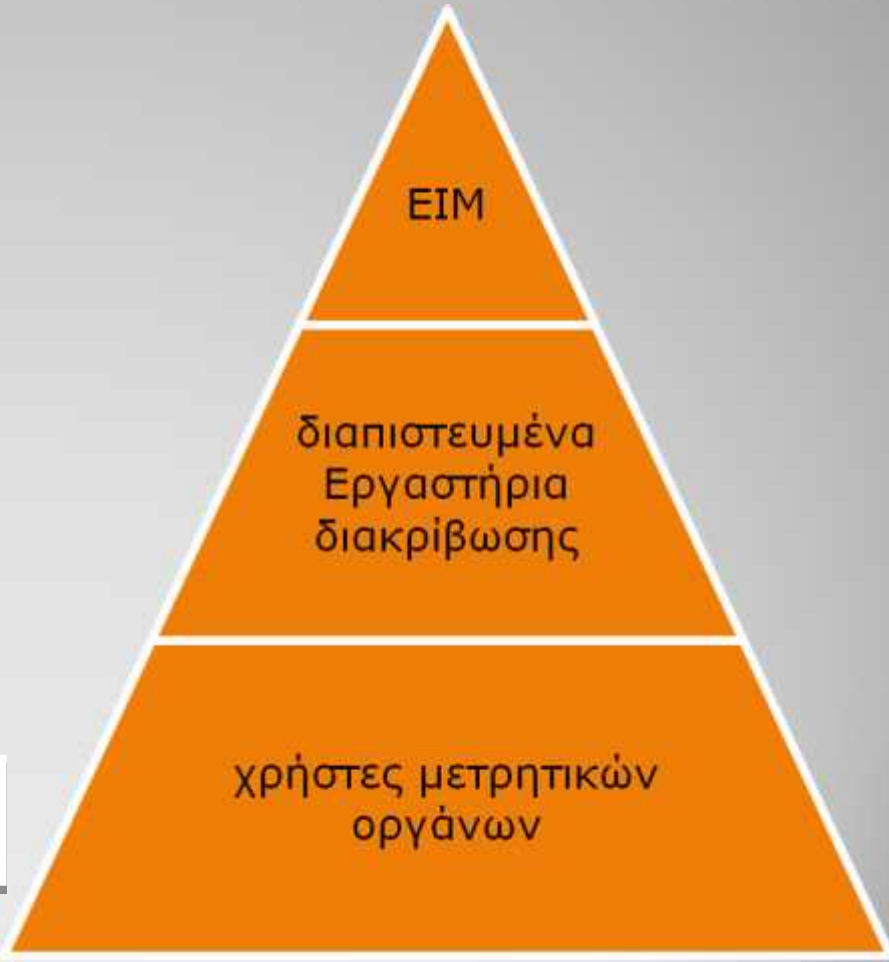 ΕΙΜ
διαπιστευμένα
Εργαστήρια
διακρίβωσης
χρήστες μετρητικών
οργάνων